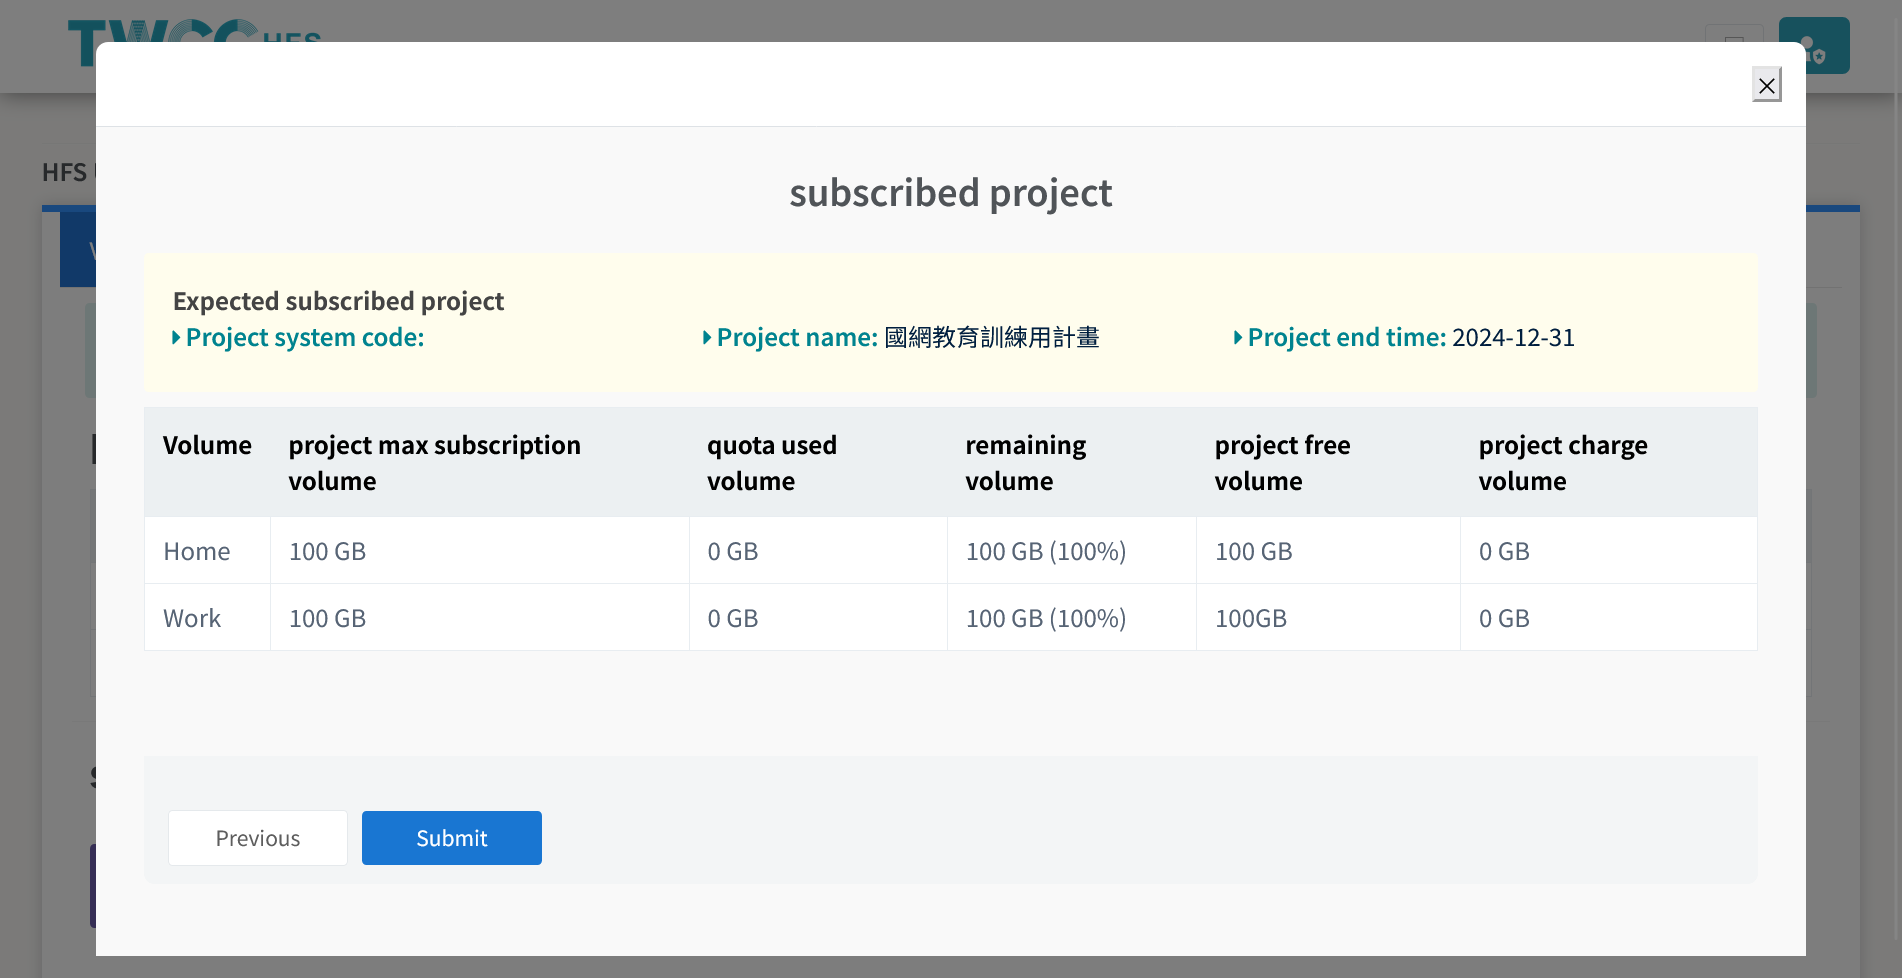 TWCC HFS
HFS
subscribed project
Expected subscribed project
Project system code:
Project name: 國網教育訓練用計畫
Project end time: 2024-12-31
Volume
project max subscription
volume
quota used
volume
remaining
volume
project free
volume
project charge
volume
Home
100 GB
0 GB
100 GB (100%)
100 GB
0 GB
Work
100 GB
0 GB
100 GB (100%)
100GB
0 GB
Previous
Submit